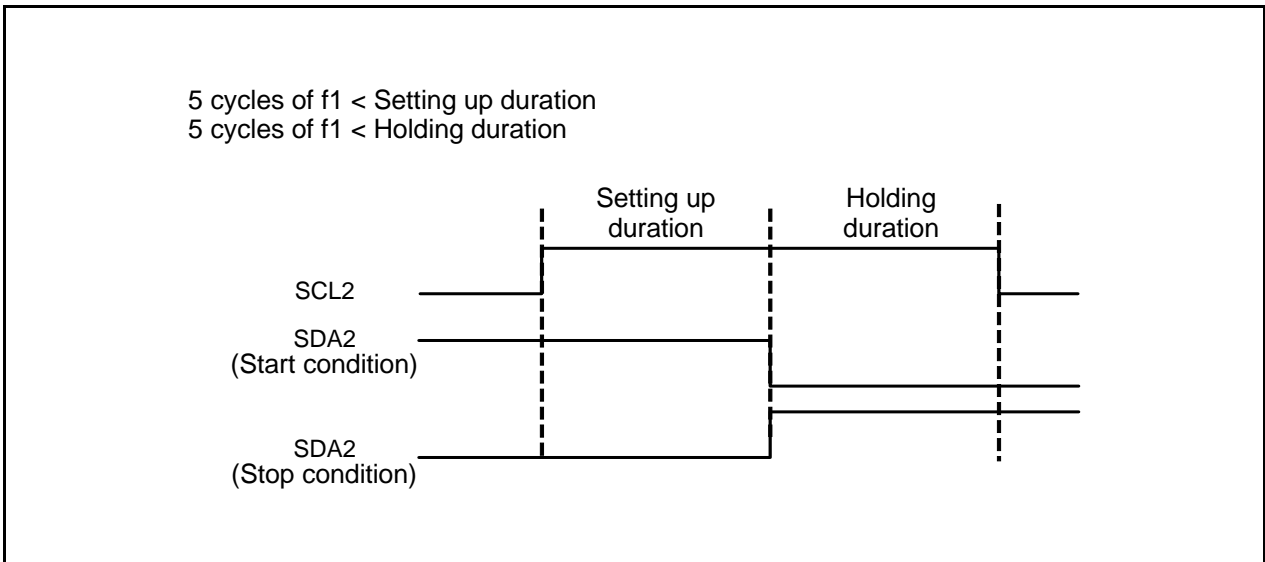 5 cycles of f1 < Setting up duration
5 cycles of f1 < Holding duration
Setting up
duration
Holding
duration
SCL2
SDA2
(Start condition)
SDA2
(Stop condition)